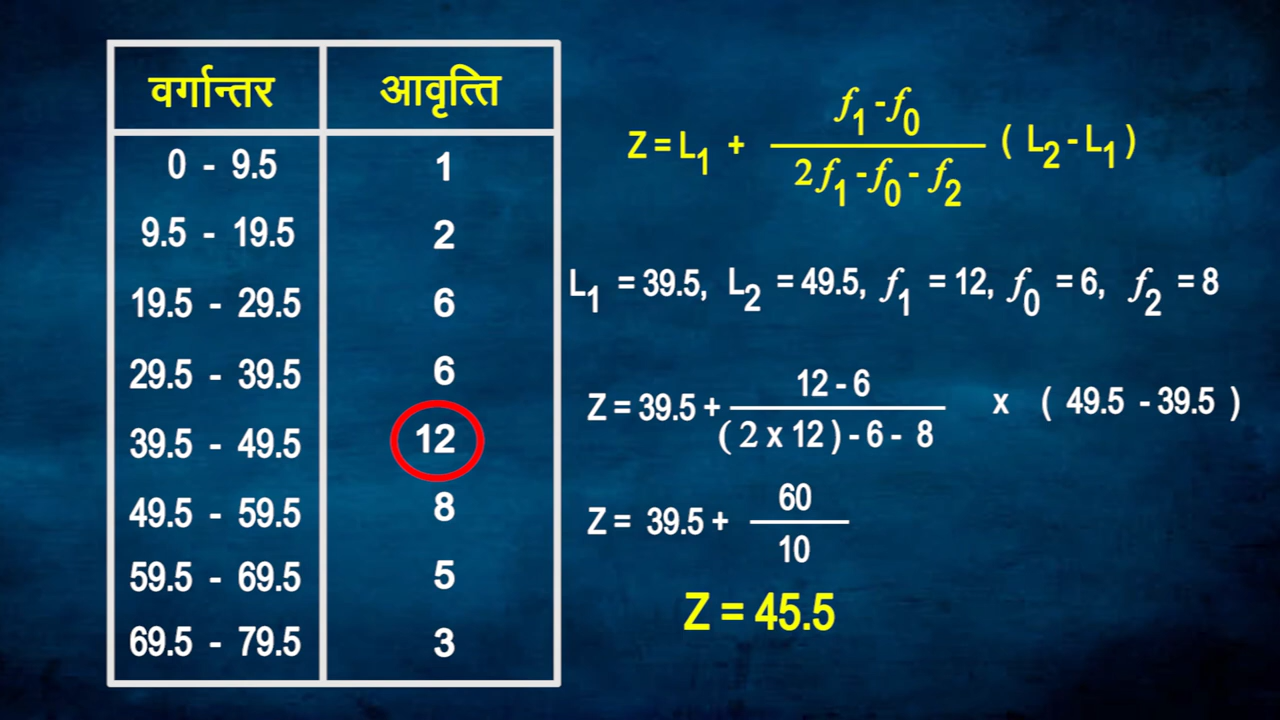 वर्गान्तर आवृत्ति
0 - 9.5 1
9.5 - 19.5 2
19.5 - 29.5 6
29.5 - 39.5 6
39.5 - 49.5 12
49.5 - 59.5 8
59.5 - 69.5 5
69.5 - 79.5 3
f₁ - f₀
Z = L₁ + ( L₂ - L₁ )
2 f₁ - f₀ - f₂
L₁ = 39.5, L₂ = 49.5, f₁ = 12, f₀ = 6, f₂ = 8
12 - 6
Z = 39.5 + x ( 49.5 - 39.5 )
( 2 x 12 ) - 6 - 8
60
Z = 39.5 +
10
Z = 45.5